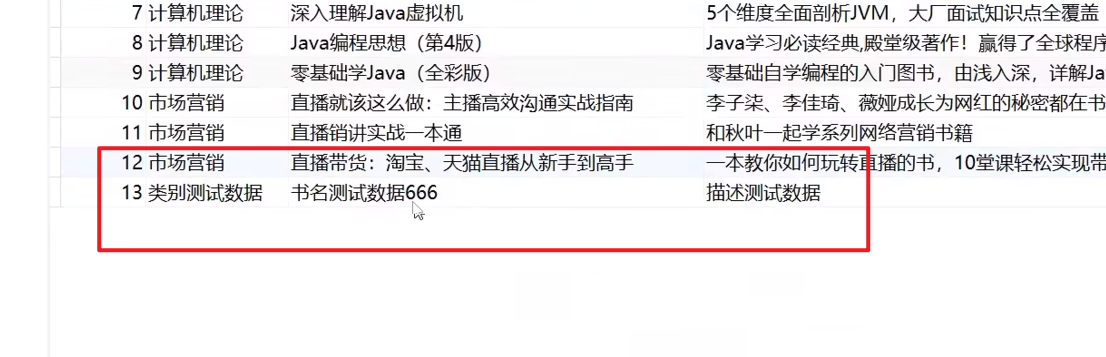 7 计算机理论 深入理解Java虚拟机 5个维度全面剖析JVM，大厂面试知识点全覆盖
8 计算机理论 Java编程思想（第4版） Java学习必读经典,殿堂级著作！赢得了全球程序
9 计算机理论 零基础学Java（全彩版） 零基础自学编程的入门图书，由浅入深，详解Ja
10 市场营销 直播就该这么做：主播高效沟通实战指南 李子柒、李佳琦、薇娅成长为网红的秘密都在书
11 市场营销 直播销讲实战一本通 和秋叶一起学系列网络营销书籍
12 市场营销 直播带货：淘宝、天猫直播从新手到高手 一本教你如何玩转直播的书，10堂课轻松实现带
13 类别测试数据 书名测试数据666 描述测试数据